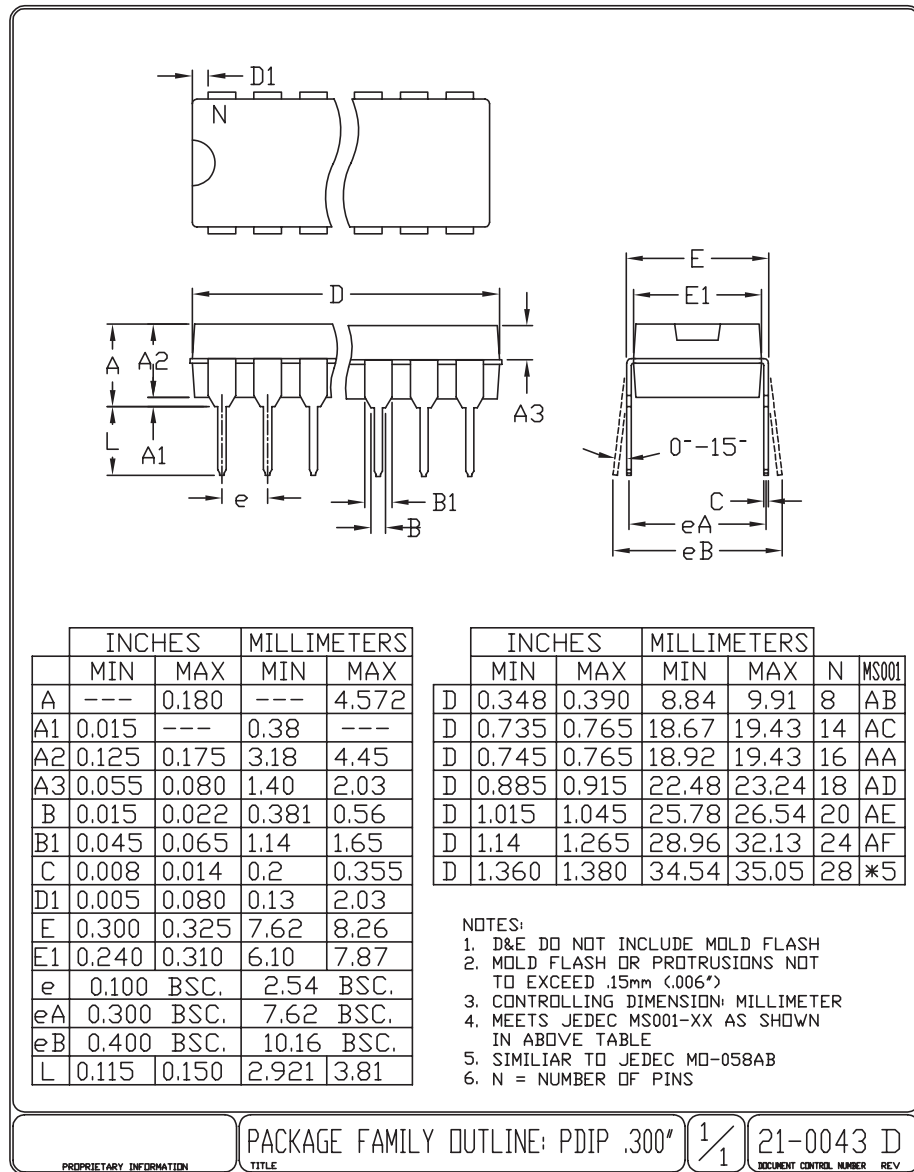 D1
N
D
E
E1
A
A2
A3
L
A1
0°-15°
e
B1
B
C
eA
eB
INCHES MILLIMETERS
MIN MAX MIN MAX
A --- 0.180 --- 4.572
A1 0.015 --- 0.38 ---
A2 0.125 0.175 3.18 4.45
A3 0.055 0.080 1.40 2.03
B 0.015 0.022 0.381 0.56
B1 0.045 0.065 1.14 1.65
C 0.008 0.014 0.2 0.355
D1 0.005 0.080 0.13 2.03
E 0.300 0.325 7.62 8.26
E1 0.240 0.310 6.10 7.87
e 0.100 BSC. 2.54 BSC.
eA 0.300 BSC. 7.62 BSC.
eB 0.400 BSC. 10.16 BSC.
L 0.115 0.150 2.921 3.81
INCHES MILLIMETERS
MIN MAX MIN MAX N MS001
D 0.348 0.390 8.84 9.91 8 AB
D 0.735 0.765 18.67 19.43 14 AC
D 0.745 0.765 18.92 19.43 16 AA
D 0.885 0.915 22.48 23.24 18 AD
D 1.015 1.045 25.78 26.54 20 AE
D 1.14 1.265 28.96 32.13 24 AF
D 1.360 1.380 34.54 35.05 28 *5
NOTES:
1. D&E DO NOT INCLUDE MOLD FLASH
2. MOLD FLASH OR PROTRUSIONS NOT
TO EXCEED .15mm (.006")
3. CONTROLLING DIMENSION: MILLIMETER
4. MEETS JEDEC MS001-XX AS SHOWN
IN ABOVE TABLE
5. SIMILIAR TO JEDEC MO-058AB
6. N = NUMBER OF PINS
PROPRIETARY INFORMATION
PACKAGE FAMILY OUTLINE: PDIP .300"
TITLE
1/1
21-0043 D
DOCUMENT CONTROL NUMBER REV